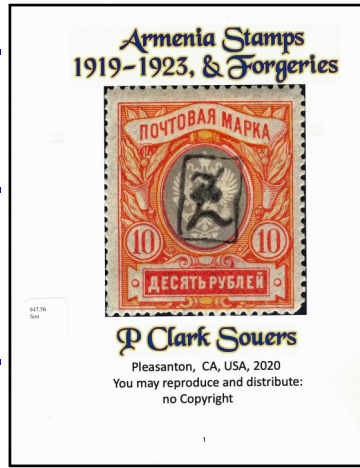 Armenia Stamps
1919-1923, & Forgeries
ПОЧТОВАЯ МАРКА
10 10
ДЕСЯТЬ РУБЛЕЙ
947.56
Sou
P Clark Souers
Pleasanton, CA, USA, 2020
You may reproduce and distribute:
no Copyright
1